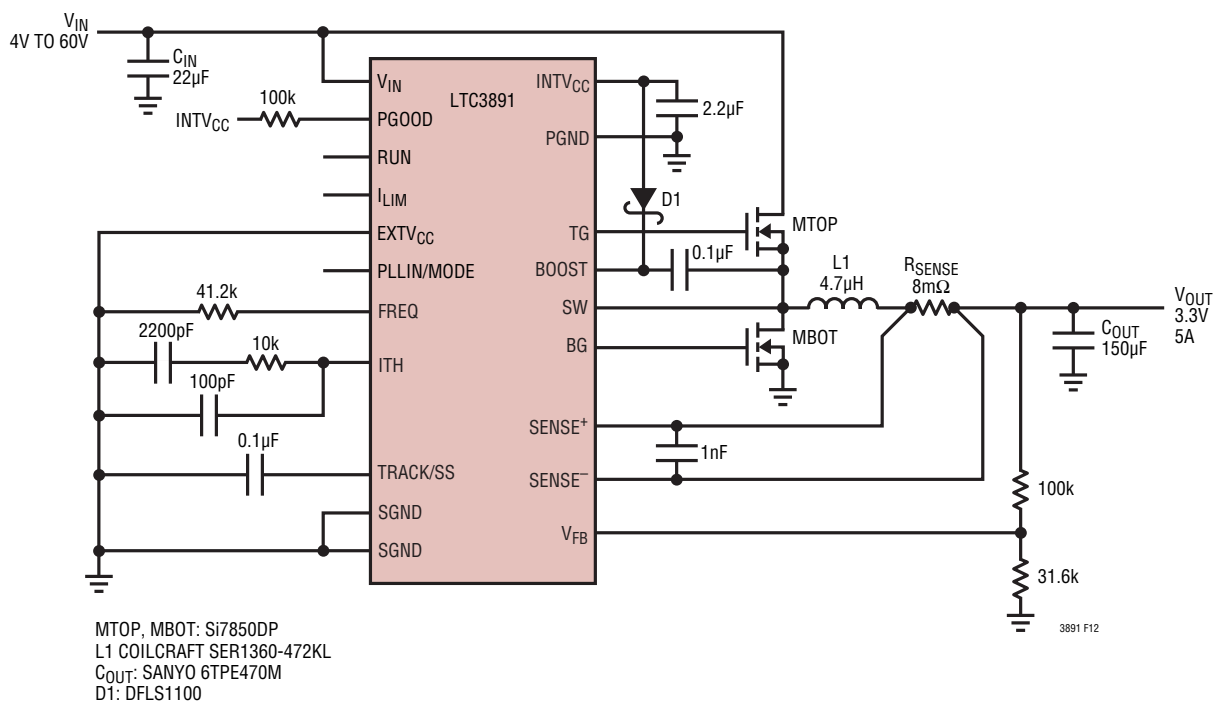 VIN
4V TO 60V
CIN
22µF
100k
INTVCC
VIN
PGOOD
RUN
ILIM
EXTVCC
PLLIN/MODE
FREQ
ITH
TRACK/SS
SGND
SGND
LTC3891
INTVCC
PGND
TG
BOOST
SW
BG
SENSE+
SENSE–
VFB
41.2k
2200pF
10k
100pF
0.1µF
2.2µF
D1
0.1µF
MTOP
MBOT
L1
4.7µH
RSENSE
8mΩ
VOUT
3.3V
5A
COUT
150µF
1nF
100k
31.6k
3891 F12
MTOP, MBOT: Si7850DP
L1 COILCRAFT SER1360-472KL
COUT: SANYO 6TPE470M
D1: DFLS1100